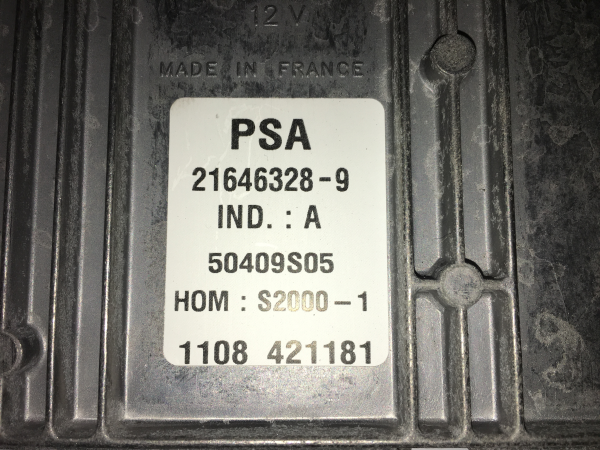 12 V
MADE IN FRANCE
PSA
21646328-9
IND. : A
50409S05
HOM : S2000-1
1108 421181